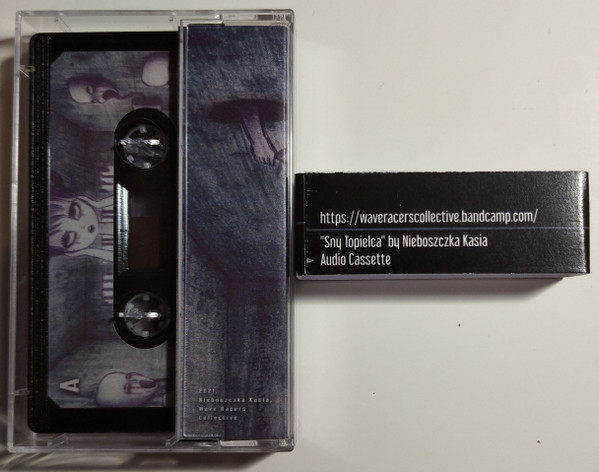 A
2021.
Nieboszczka Kasia.
Wave Racers
Collective
https://waveracerscollective.bandcamp.com/
"Sny Topielca" by Nieboszczka Kasia
Audio Cassette